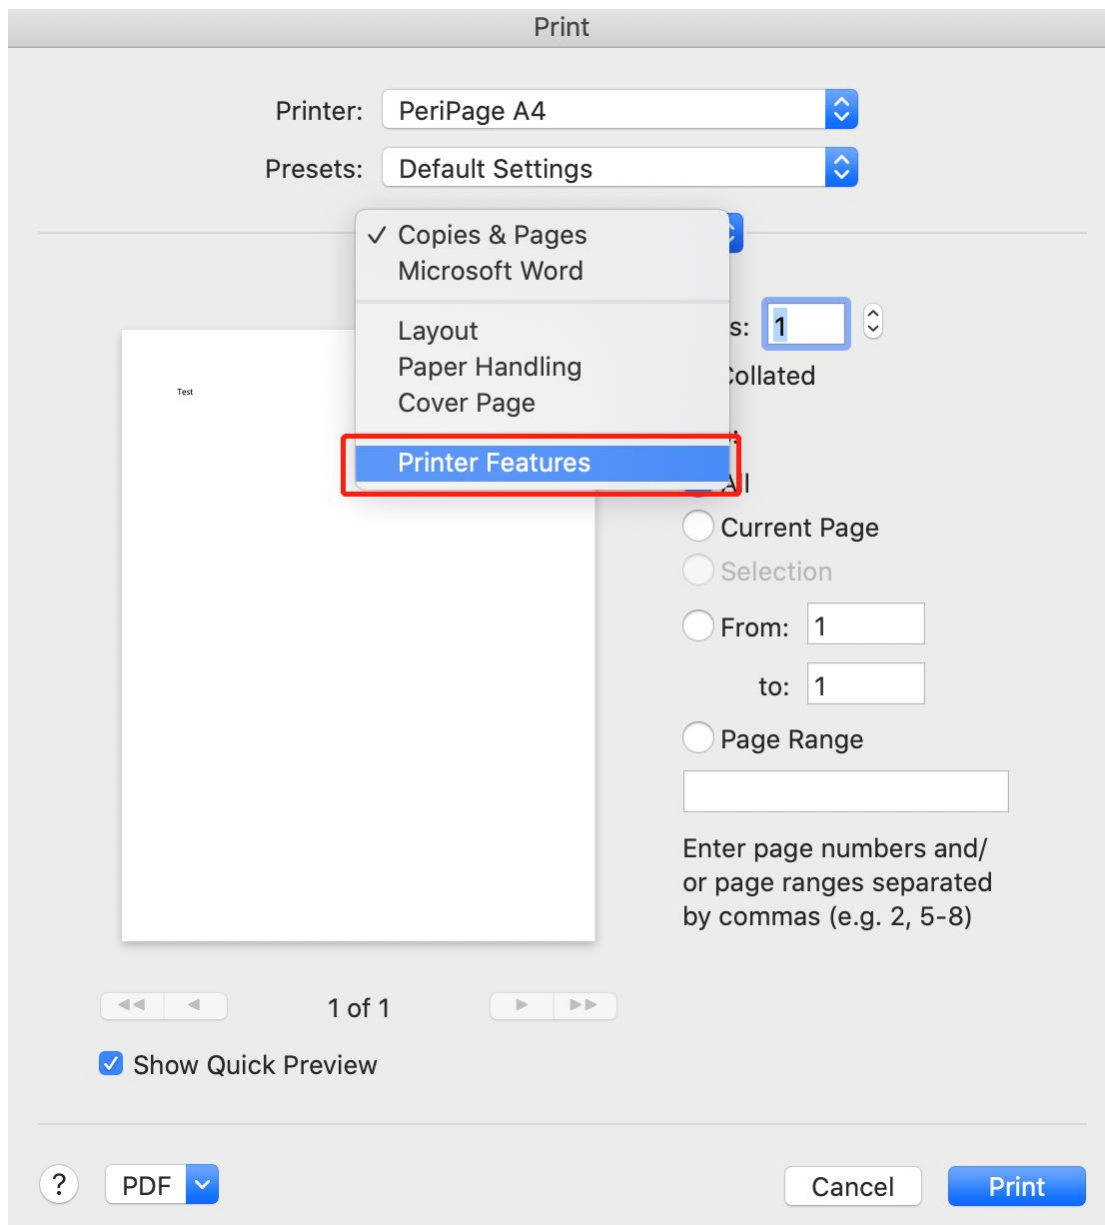 Print
Printer: PeriPage A4
Presets: Default Settings
✓ Copies & Pages
Microsoft Word
Layout
Paper Handling
Cover Page
Printer Features
s: 1
Collated
All
Current Page
Selection
From: 1
to: 1
Page Range
Enter page numbers and/
or page ranges separated
by commas (e.g. 2, 5-8)
Test
1 of 1
Show Quick Preview
? PDF Cancel Print